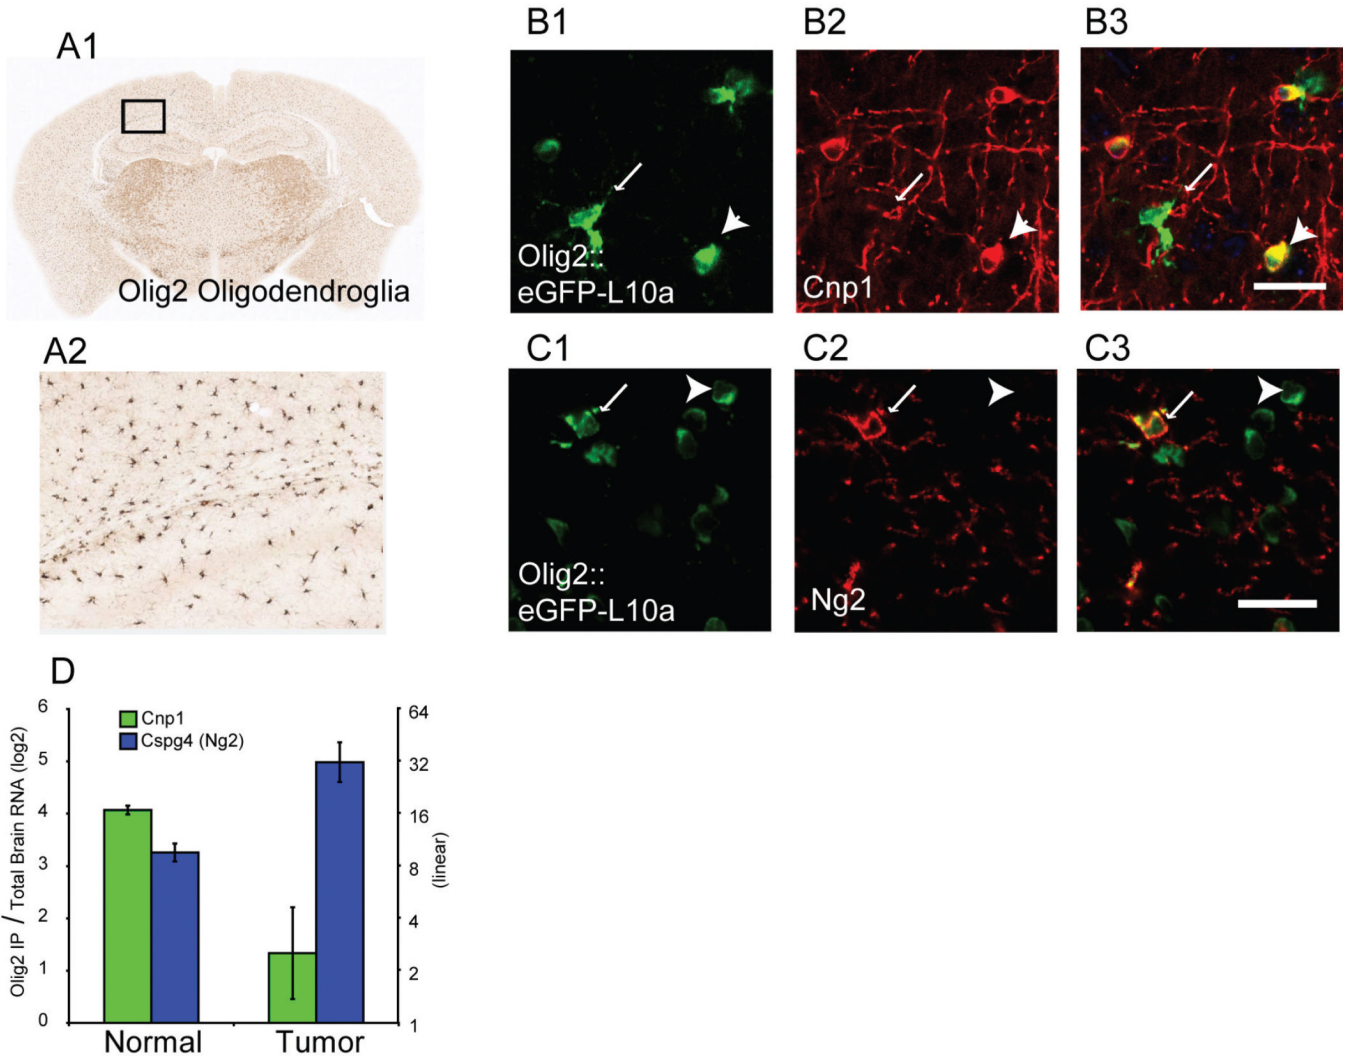 A1
Olig2 Oligodendroglia
A2
B1
B2
B3
Olig2::
eGFP-L10a
Cnp1
C1
C2
C3
Olig2::
eGFP-L10a
Ng2
D
Olig2 IP / Total Brain RNA (log2)
6
5
4
3
2
1
0
Cnp1
Cspg4 (Ng2)
64
32
16
8
4
2
1
(linear)
Normal
Tumor